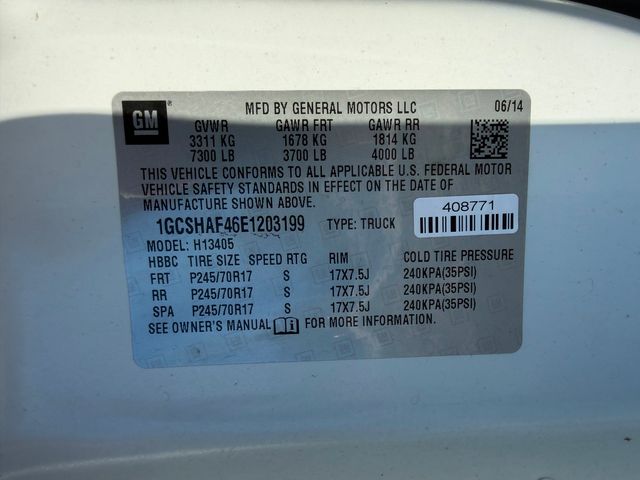 GM ® MFD BY GENERAL MOTORS LLC 06/14
GVWR GAWR FRT GAWR RR
3311 KG 1678 KG 1814 KG
7300 LB 3700 LB 4000 LB
THIS VEHICLE CONFORMS TO ALL APPLICABLE U.S. FEDERAL MOTOR
VEHICLE SAFETY STANDARDS IN EFFECT ON THE DATE OF
MANUFACTURE SHOWN ABOVE.
408771
1GCSHAF46E1203199 TYPE: TRUCK
MODEL: H13405
HBBC TIRE SIZE SPEED RTG RIM COLD TIRE PRESSURE
FRT P245/70R17 S 17X7.5J 240KPA(35PSI)
RR P245/70R17 S 17X7.5J 240KPA(35PSI)
SPA P245/70R17 S 17X7.5J 240KPA(35PSI)
SEE OWNER'S MANUAL FOR MORE INFORMATION.